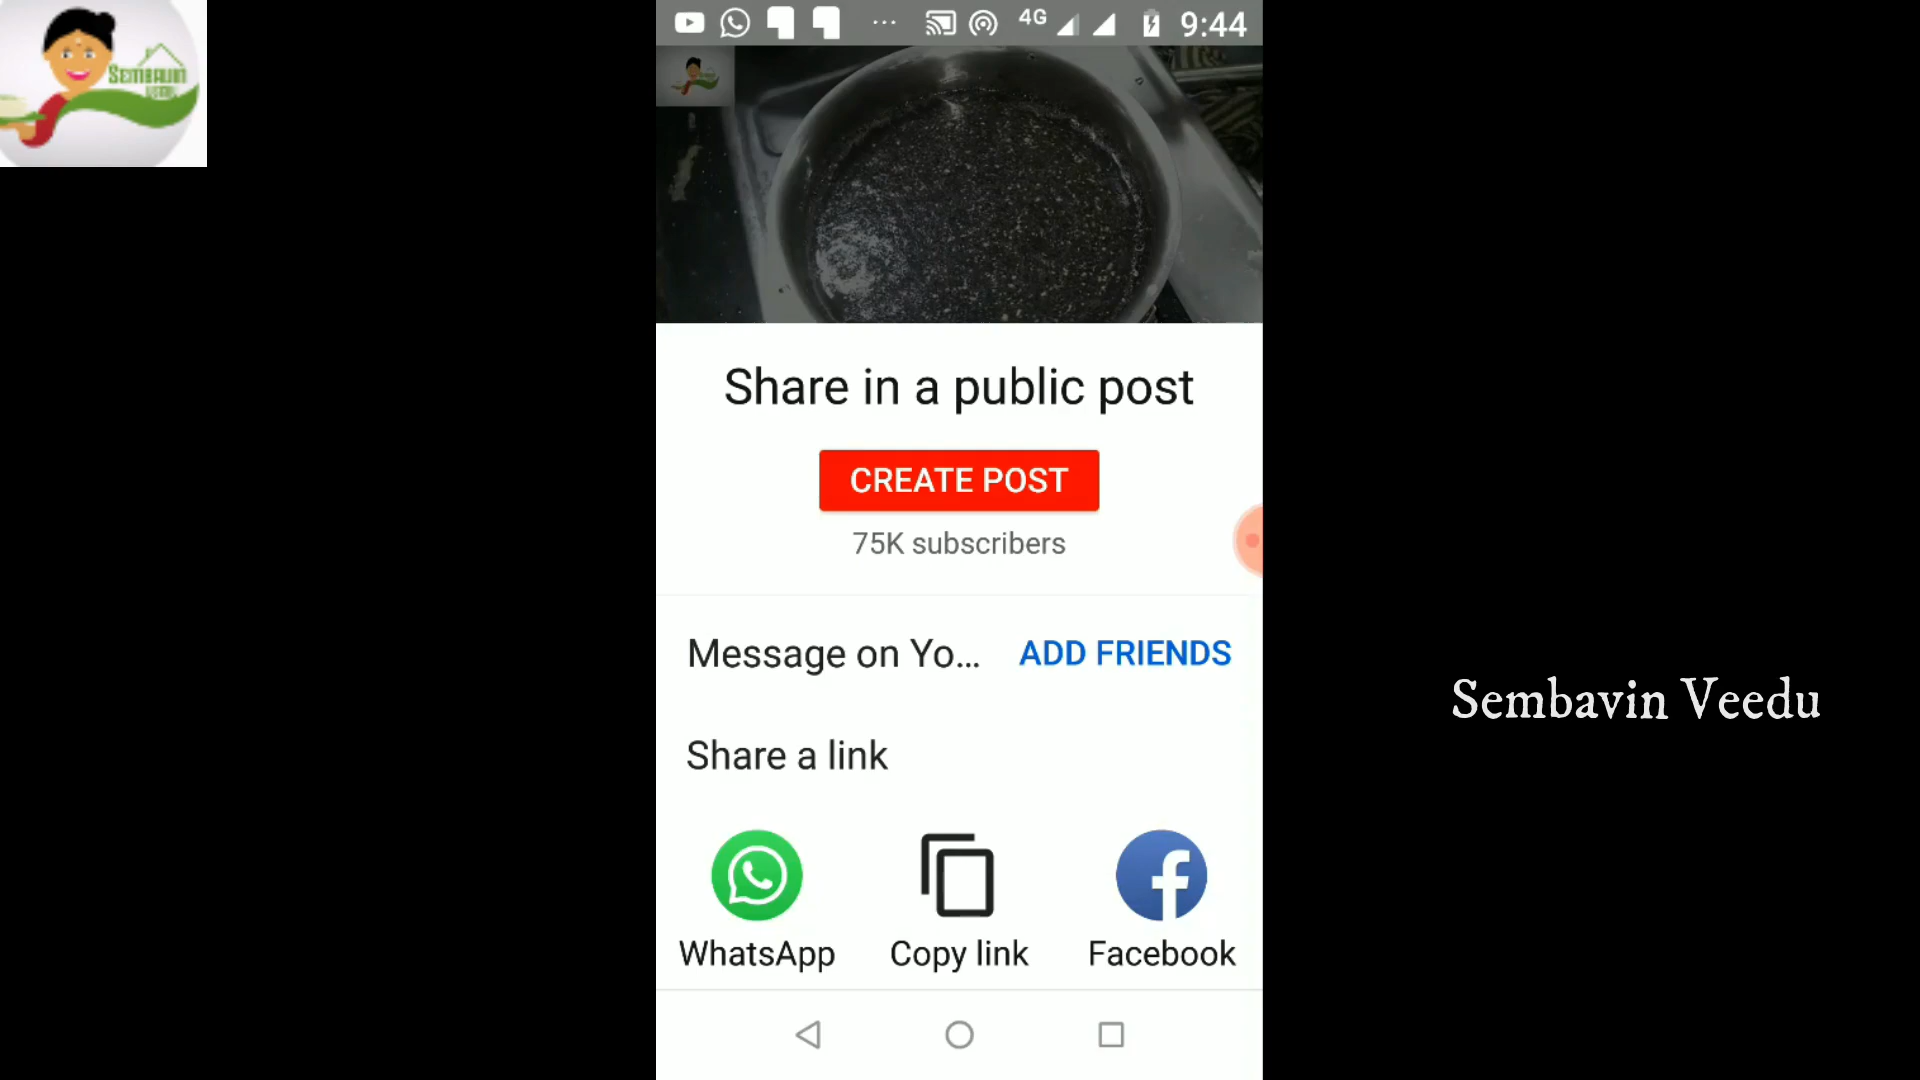 SEMBAVIN
4G
9:44
Share in a public post
CREATE POST
75K subscribers
Message on Yo...
ADD FRIENDS
Share a link
WhatsApp
Copy link
Facebook
Sembavin Veedu